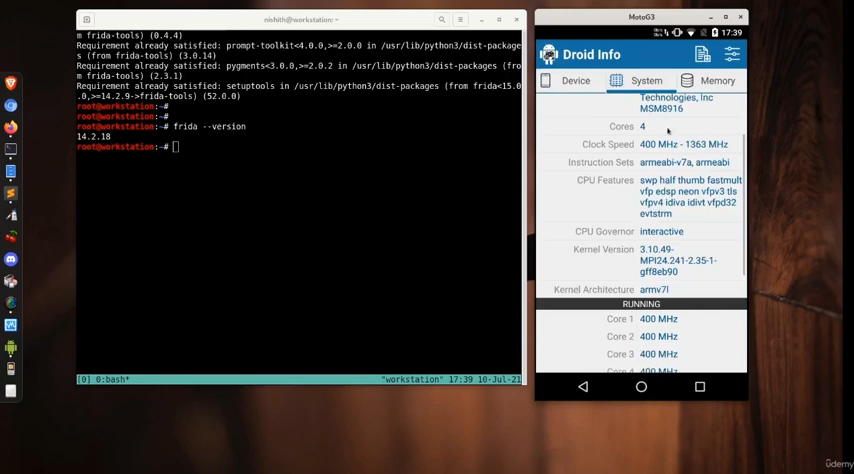 nishith@workstation: ~
m frida-tools) (0.4.4)
Requirement already satisfied: prompt-toolkit<4.0.0,>=2.0.0 in /usr/lib/python3/dist-package
s (from frida-tools) (3.0.14)
Requirement already satisfied: pygments<3.0.0,>=2.0.2 in /usr/lib/python3/dist-packages (fro
m frida-tools) (2.3.1)
Requirement already satisfied: setuptools in /usr/lib/python3/dist-packages (from frida<15.0
.0,>=14.2.9->frida-tools) (52.0.0)
root@workstation:~#
root@workstation:~#
root@workstation:~# frida --version
14.2.18
root@workstation:~#
[0] 0:bash*
"workstation" 17:39 10-Jul-21
MotoG3
17:39
Droid Info
Device
System
Memory
Technologies, Inc
MSM8916
Cores 4
Clock Speed 400 MHz - 1363 MHz
Instruction Sets armeabi-v7a, armeabi
CPU Features swp half thumb fastmult
vfp edsp neon vfpv3 tls
vfpv4 idiva idivt vfpd32
evtstrm
CPU Governor interactive
Kernel Version 3.10.49-
MPI24.241-2.35-1-
gff8eb90
Kernel Architecture armv7l
RUNNING
Core 1 400 MHz
Core 2 400 MHz
Core 3 400 MHz
Core 4 400 MHz
ûdemy